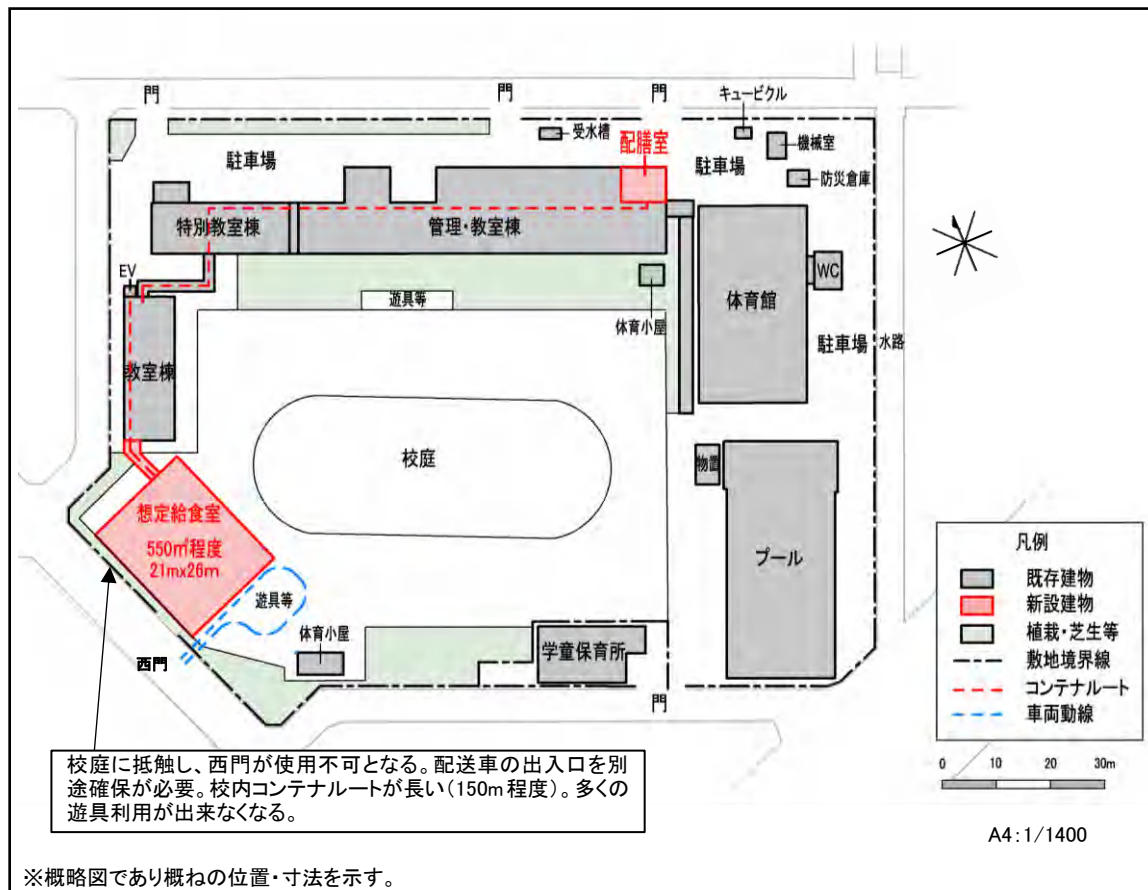 門
門
門
キュービクル
受水槽
配膳室
機械室
駐車場
駐車場
防災倉庫
特別教室棟
管理・教室棟
EV
WC
遊具等
体育館
体育小屋
駐車場
水路
教室棟
校庭
物置
想定給食室
550㎡程度
21mx26m
プール
遊具等
体育小屋
西門
学童保育所
門
凡例
既存建物
新設建物
植栽・芝生等
敷地境界線
コンテナルート
車両動線
0 10 20 30m
A4:1/1400
校庭に抵触し、西門が使用不可となる。配送車の出入口を別
途確保が必要。校内コンテナルートが長い(150m程度)。多くの
遊具利用が出来なくなる。
※概略図であり概ねの位置・寸法を示す。